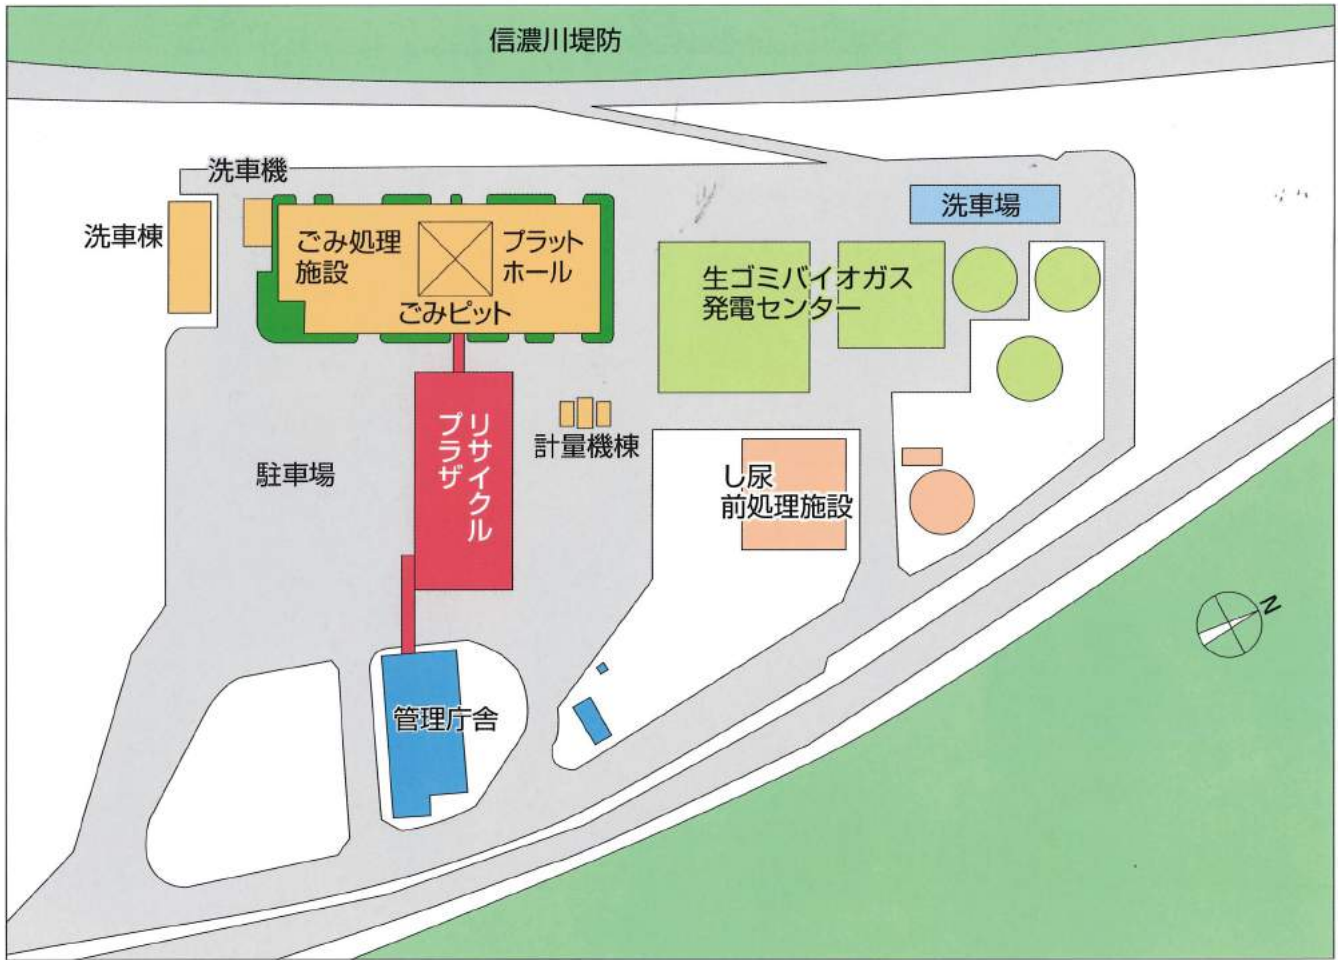 信濃川堤防
洗車機
洗車棟
洗車場
ごみ処理
施設
プラット
ホール
ごみピット
生ゴミバイオガス
発電センター
リサイクル
プラザ
計量機棟
駐車場
し尿
前処理施設
管理庁舎
N